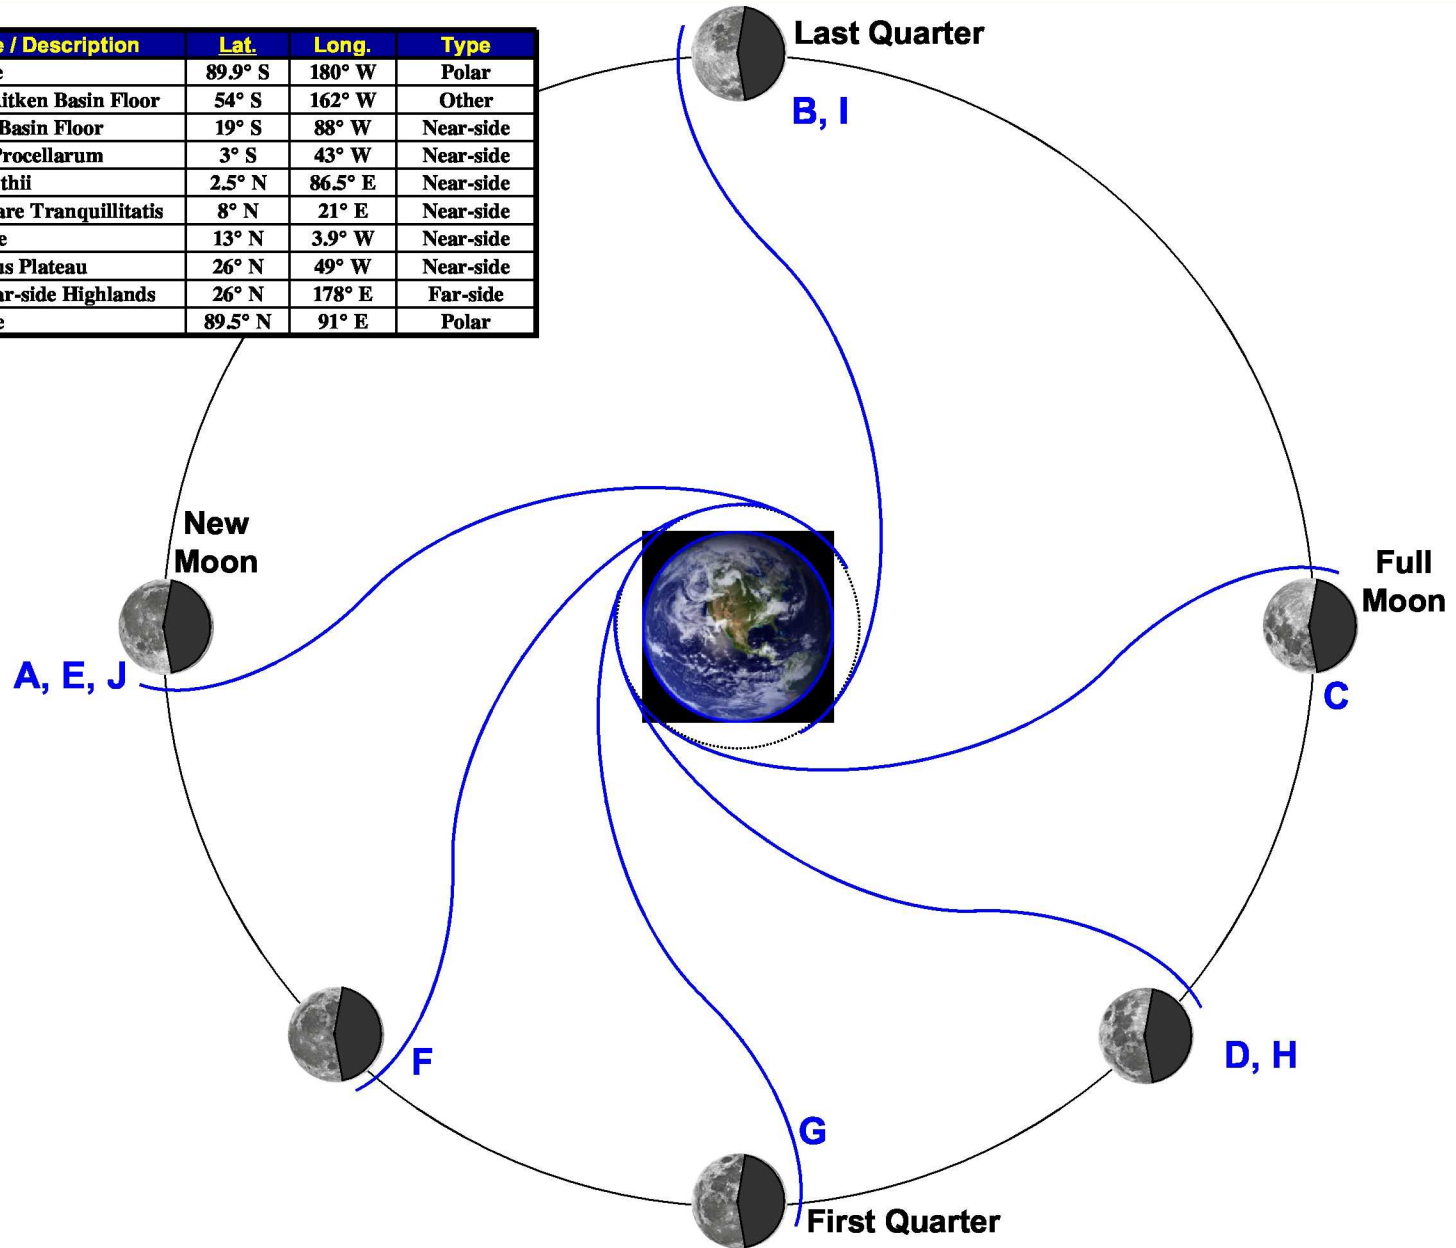 e / Description Lat. Long. Type
e 89.9° S 180° W Polar
itken Basin Floor 54° S 162° W Other
Basin Floor 19° S 88° W Near-side
Procellarum 3° S 43° W Near-side
thii 2.5° N 86.5° E Near-side
are Tranquillitatis 8° N 21° E Near-side
e 13° N 3.9° W Near-side
us Plateau 26° N 49° W Near-side
ar-side Highlands 26° N 178° E Far-side
e 89.5° N 91° E Polar
Last Quarter
B, I
New
Moon
A, E, J
Full
Moon
C
F
D, H
G
First Quarter